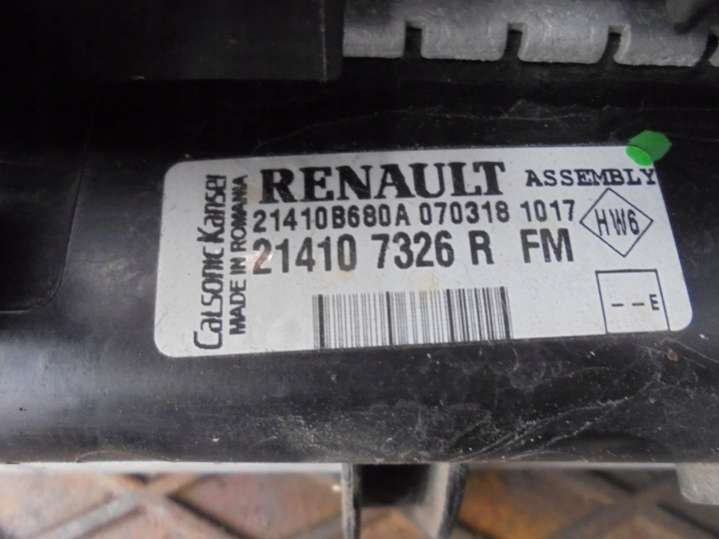 RENAULT ASSEMBLY
21410B680A 070318 1017
21410 7326 R FM
HW6
--E
Calsonic Kansei
MADE IN ROMANIA